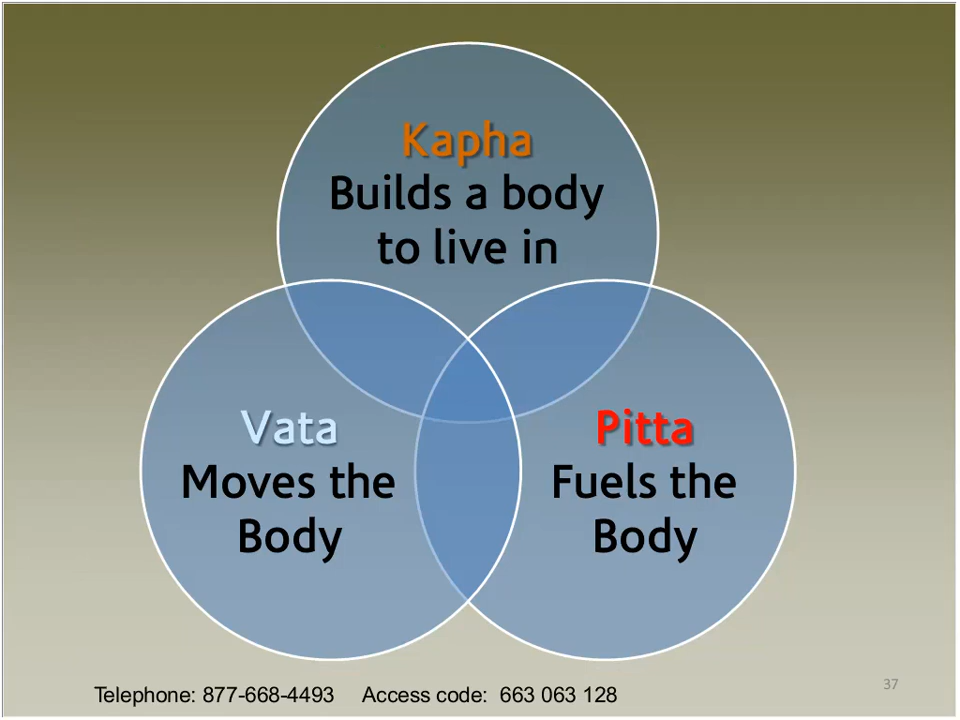 Kapha
Builds a body
to live in
Vata
Moves the
Body
Pitta
Fuels the
Body
Telephone: 877-668-4493 Access code: 663 063 128
37